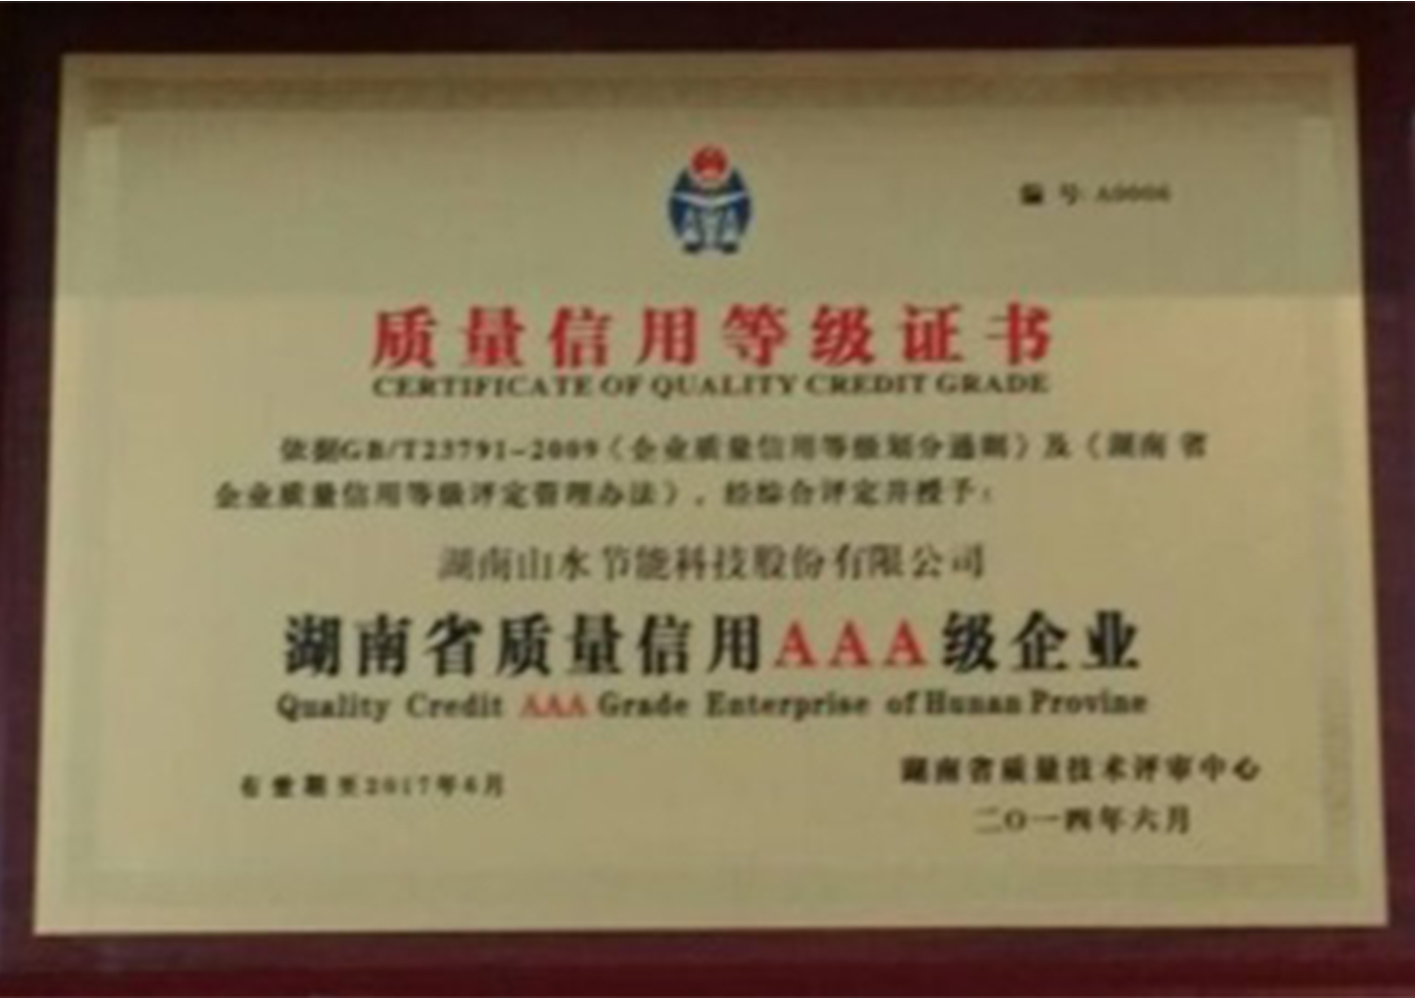 编 号: A0006
质量信用等级证书
CERTIFICATE OF QUALITY CREDIT GRADE
依据GB/T23791-2009《企业质量信用等级划分通则》及《湖南省
企业质量信用等级评定管理办法》，经综合评定并授予：
湖南山水节能科技股份有限公司
湖南省质量信用AAA级企业
Quality Credit AAA Grade Enterprise of Hunan Provine
有效期至2017年6月
湖南省质量技术评审中心
二〇一四年六月